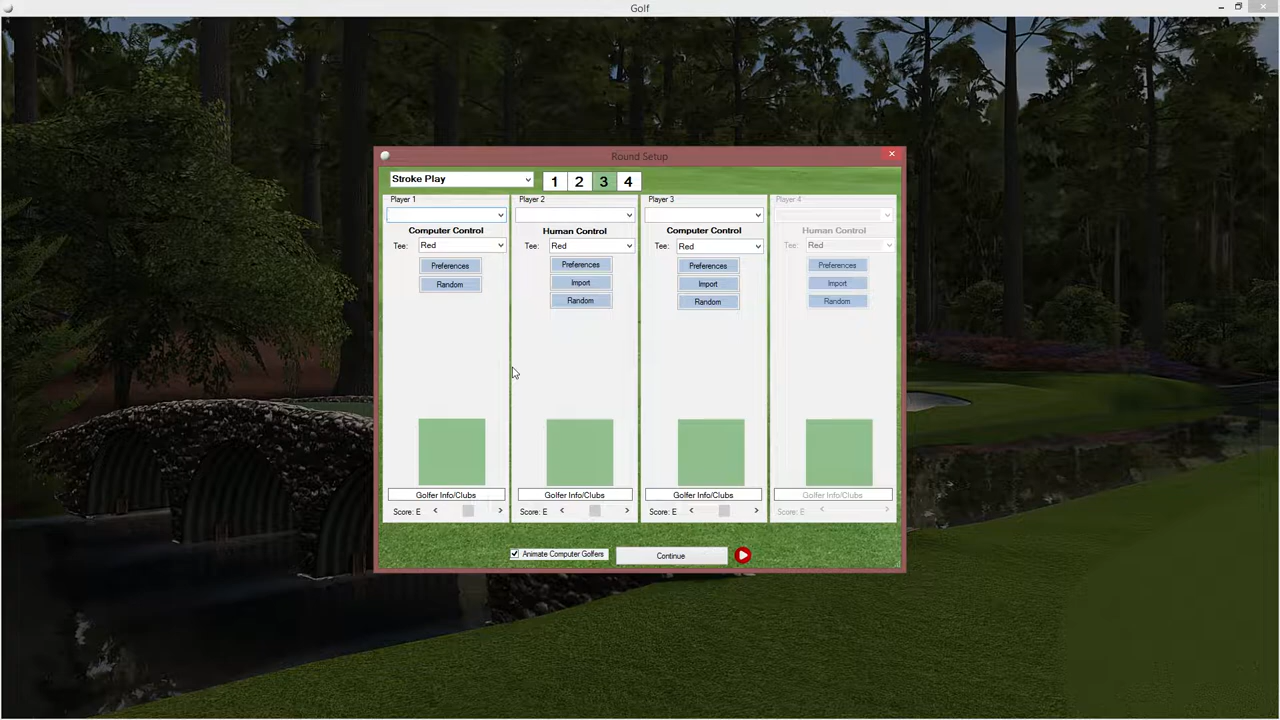 Golf
Round Setup
Stroke Play 1 2 3 4
Player 1 Player 2 Player 3 Player 4
Computer Control Human Control Computer Control Human Control
Tee: Red Tee: Red Tee: Red Tee: Red
Preferences Preferences Preferences Preferences
Random Import Import Import
Random Random Random
Golfer Info/Clubs Golfer Info/Clubs Golfer Info/Clubs Golfer Info/Clubs
Score: E Score: E Score: E Score: E
Animate Computer Golfers Continue